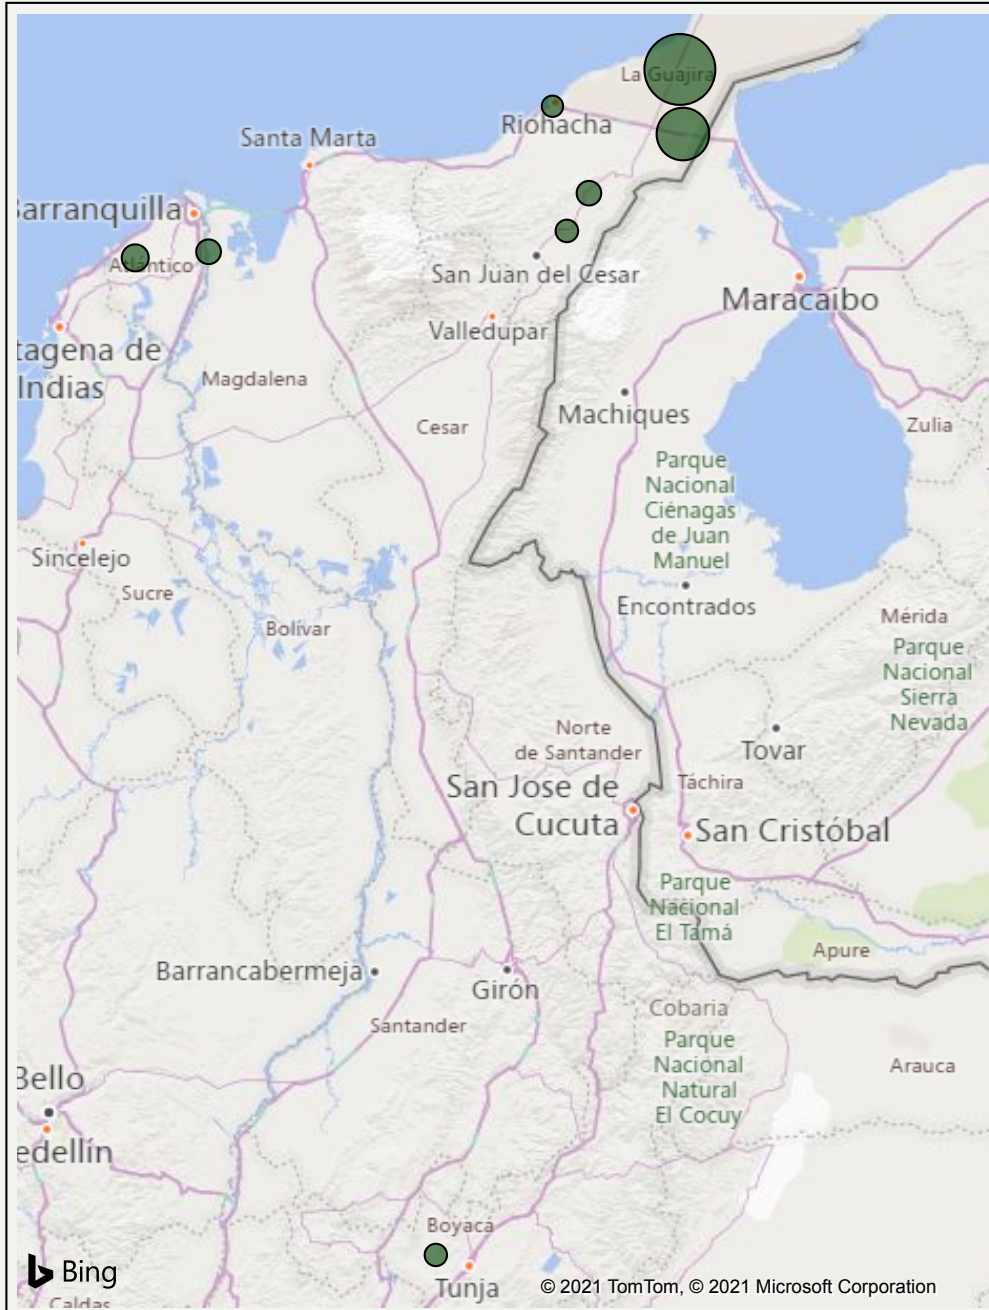 La Guajira
Riohacha
Santa Marta
Barranquilla
Atlántico
San Juan del Cesar
Maracaibo
Valledupar
tagena de
Indias
Magdalena
Machiques
Cesar
Zulia
Parque
Nacional
Ciénagas
de Juan
Manuel
Sincelejo
Sucre
Encontrados
Bolívar
Mérida
Parque
Nacional
Sierra
Nevada
Norte
de Santander
Tovar
San Jose de
Cucuta
Táchira
San Cristóbal
Parque
Nacional
El Tamá
Apure
Barrancabermeja
Girón
Cobaria
Santander
Parque
Nacional
Natural
El Cocuy
Arauca
Bello
edellín
Boyacá
Tunja
Bing
© 2021 TomTom, © 2021 Microsoft Corporation
Caldas